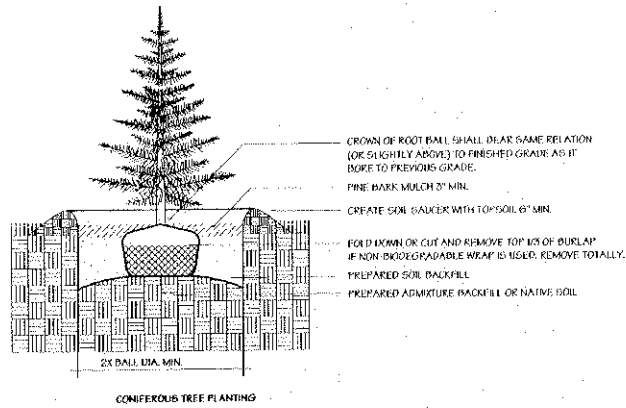 CROWN OF ROOT BALL SHALL BEAR SAME RELATION
(OR SLIGHTLY ABOVE) TO FINISHED GRADE AS IT
BORE TO PREVIOUS GRADE.
PINE BARK MULCH 3" MIN.
CREATE SOIL SAUCER WITH TOPSOIL 6" MIN.
FOLD DOWN OR CUT AND REMOVE TOP 1/3 OF BURLAP
IF NON-BIODEGRADABLE WRAP IS USED, REMOVE TOTALLY.
PREPARED SOIL BACKFILL
PREPARED ADMIXTURE BACKFILL OR NATIVE SOIL
2X BALL DIA. MIN.
CONIFEROUS TREE PLANTING